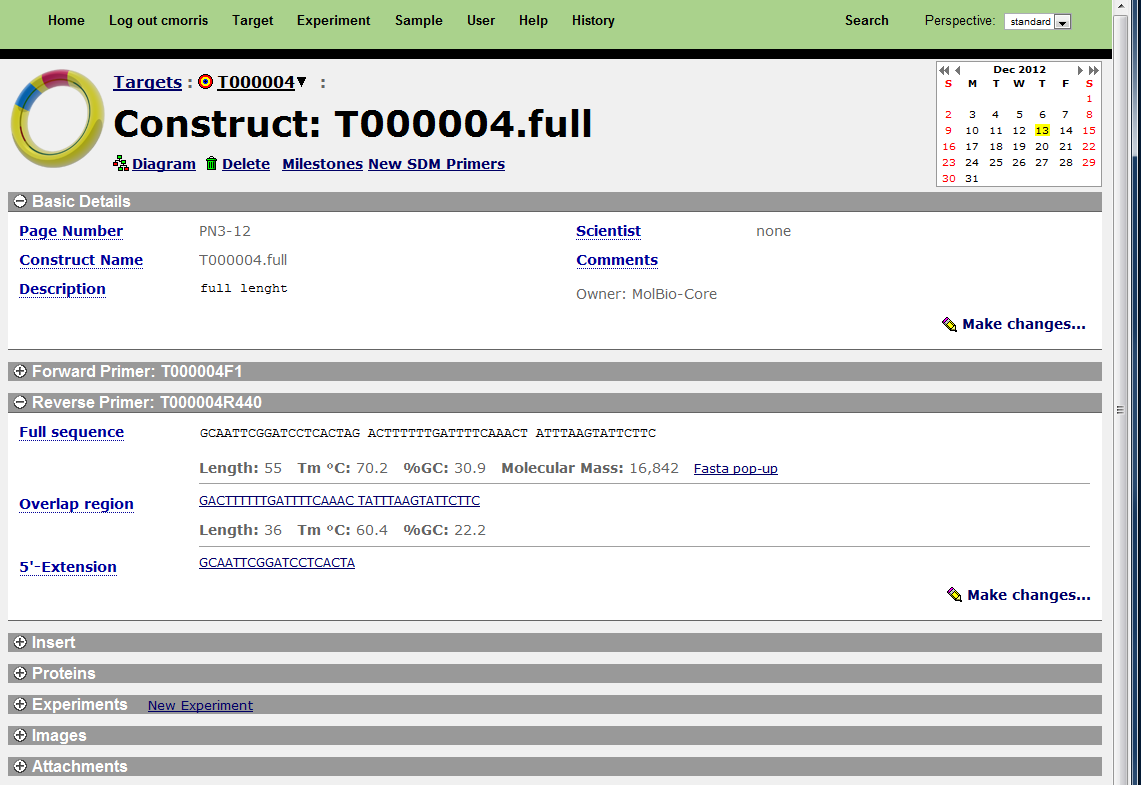 Home Log out cmorris Target Experiment Sample User Help History Search Perspective: standard
Targets : T000004 :
Construct: T000004.full
Diagram Delete Milestones New SDM Primers
Dec 2012
S M T W T F S
1
2 3 4 5 6 7 8
9 10 11 12 13 14 15
16 17 18 19 20 21 22
23 24 25 26 27 28 29
30 31
Basic Details
Page Number PN3-12 Scientist none
Construct Name T000004.full Comments
Description full lenght
Owner: MolBio-Core
Make changes...
Forward Primer: T000004F1
Reverse Primer: T000004R440
Full sequence GCAATTCGGATCCTCACTAG ACTTTTTTGATTTTCAAACT ATTTAAGTATTCTTC
Length: 55 Tm °C: 70.2 %GC: 30.9 Molecular Mass: 16,842 Fasta pop-up
Overlap region GACTTTTTTGATTTTCAAAC TATTTAAGTATTCTTC
Length: 36 Tm °C: 60.4 %GC: 22.2
5'-Extension GCAATTCGGATCCTCACTA
Make changes...
Insert
Proteins
Experiments New Experiment
Images
Attachments